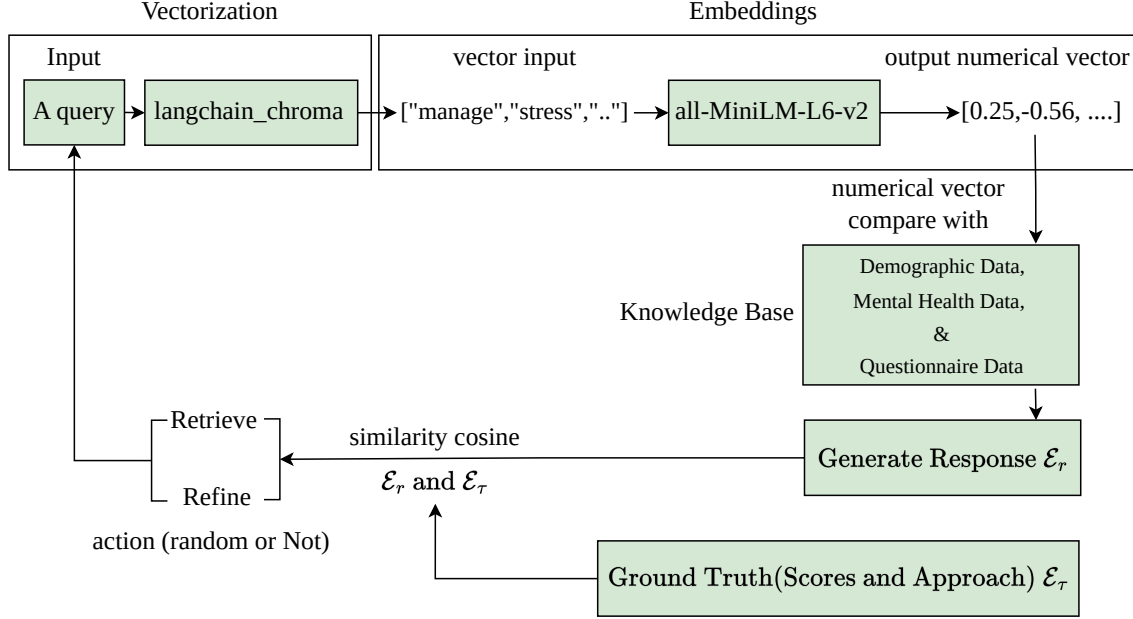 Vectorization
Embeddings
Input
vector input
output numerical vector
A query
langchain_chroma
["manage","stress",".."]
all-MiniLM-L6-v2
[0.25,-0.56, ....]
numerical vector
compare with
Knowledge Base
Demographic Data,
Mental Health Data,
&
Questionnaire Data
Retrieve
Refine
action (random or Not)
similarity cosine
ℰᵣ and ℰ_τ
Generate Response ℰᵣ
Ground Truth(Scores and Approach) ℰ_τ